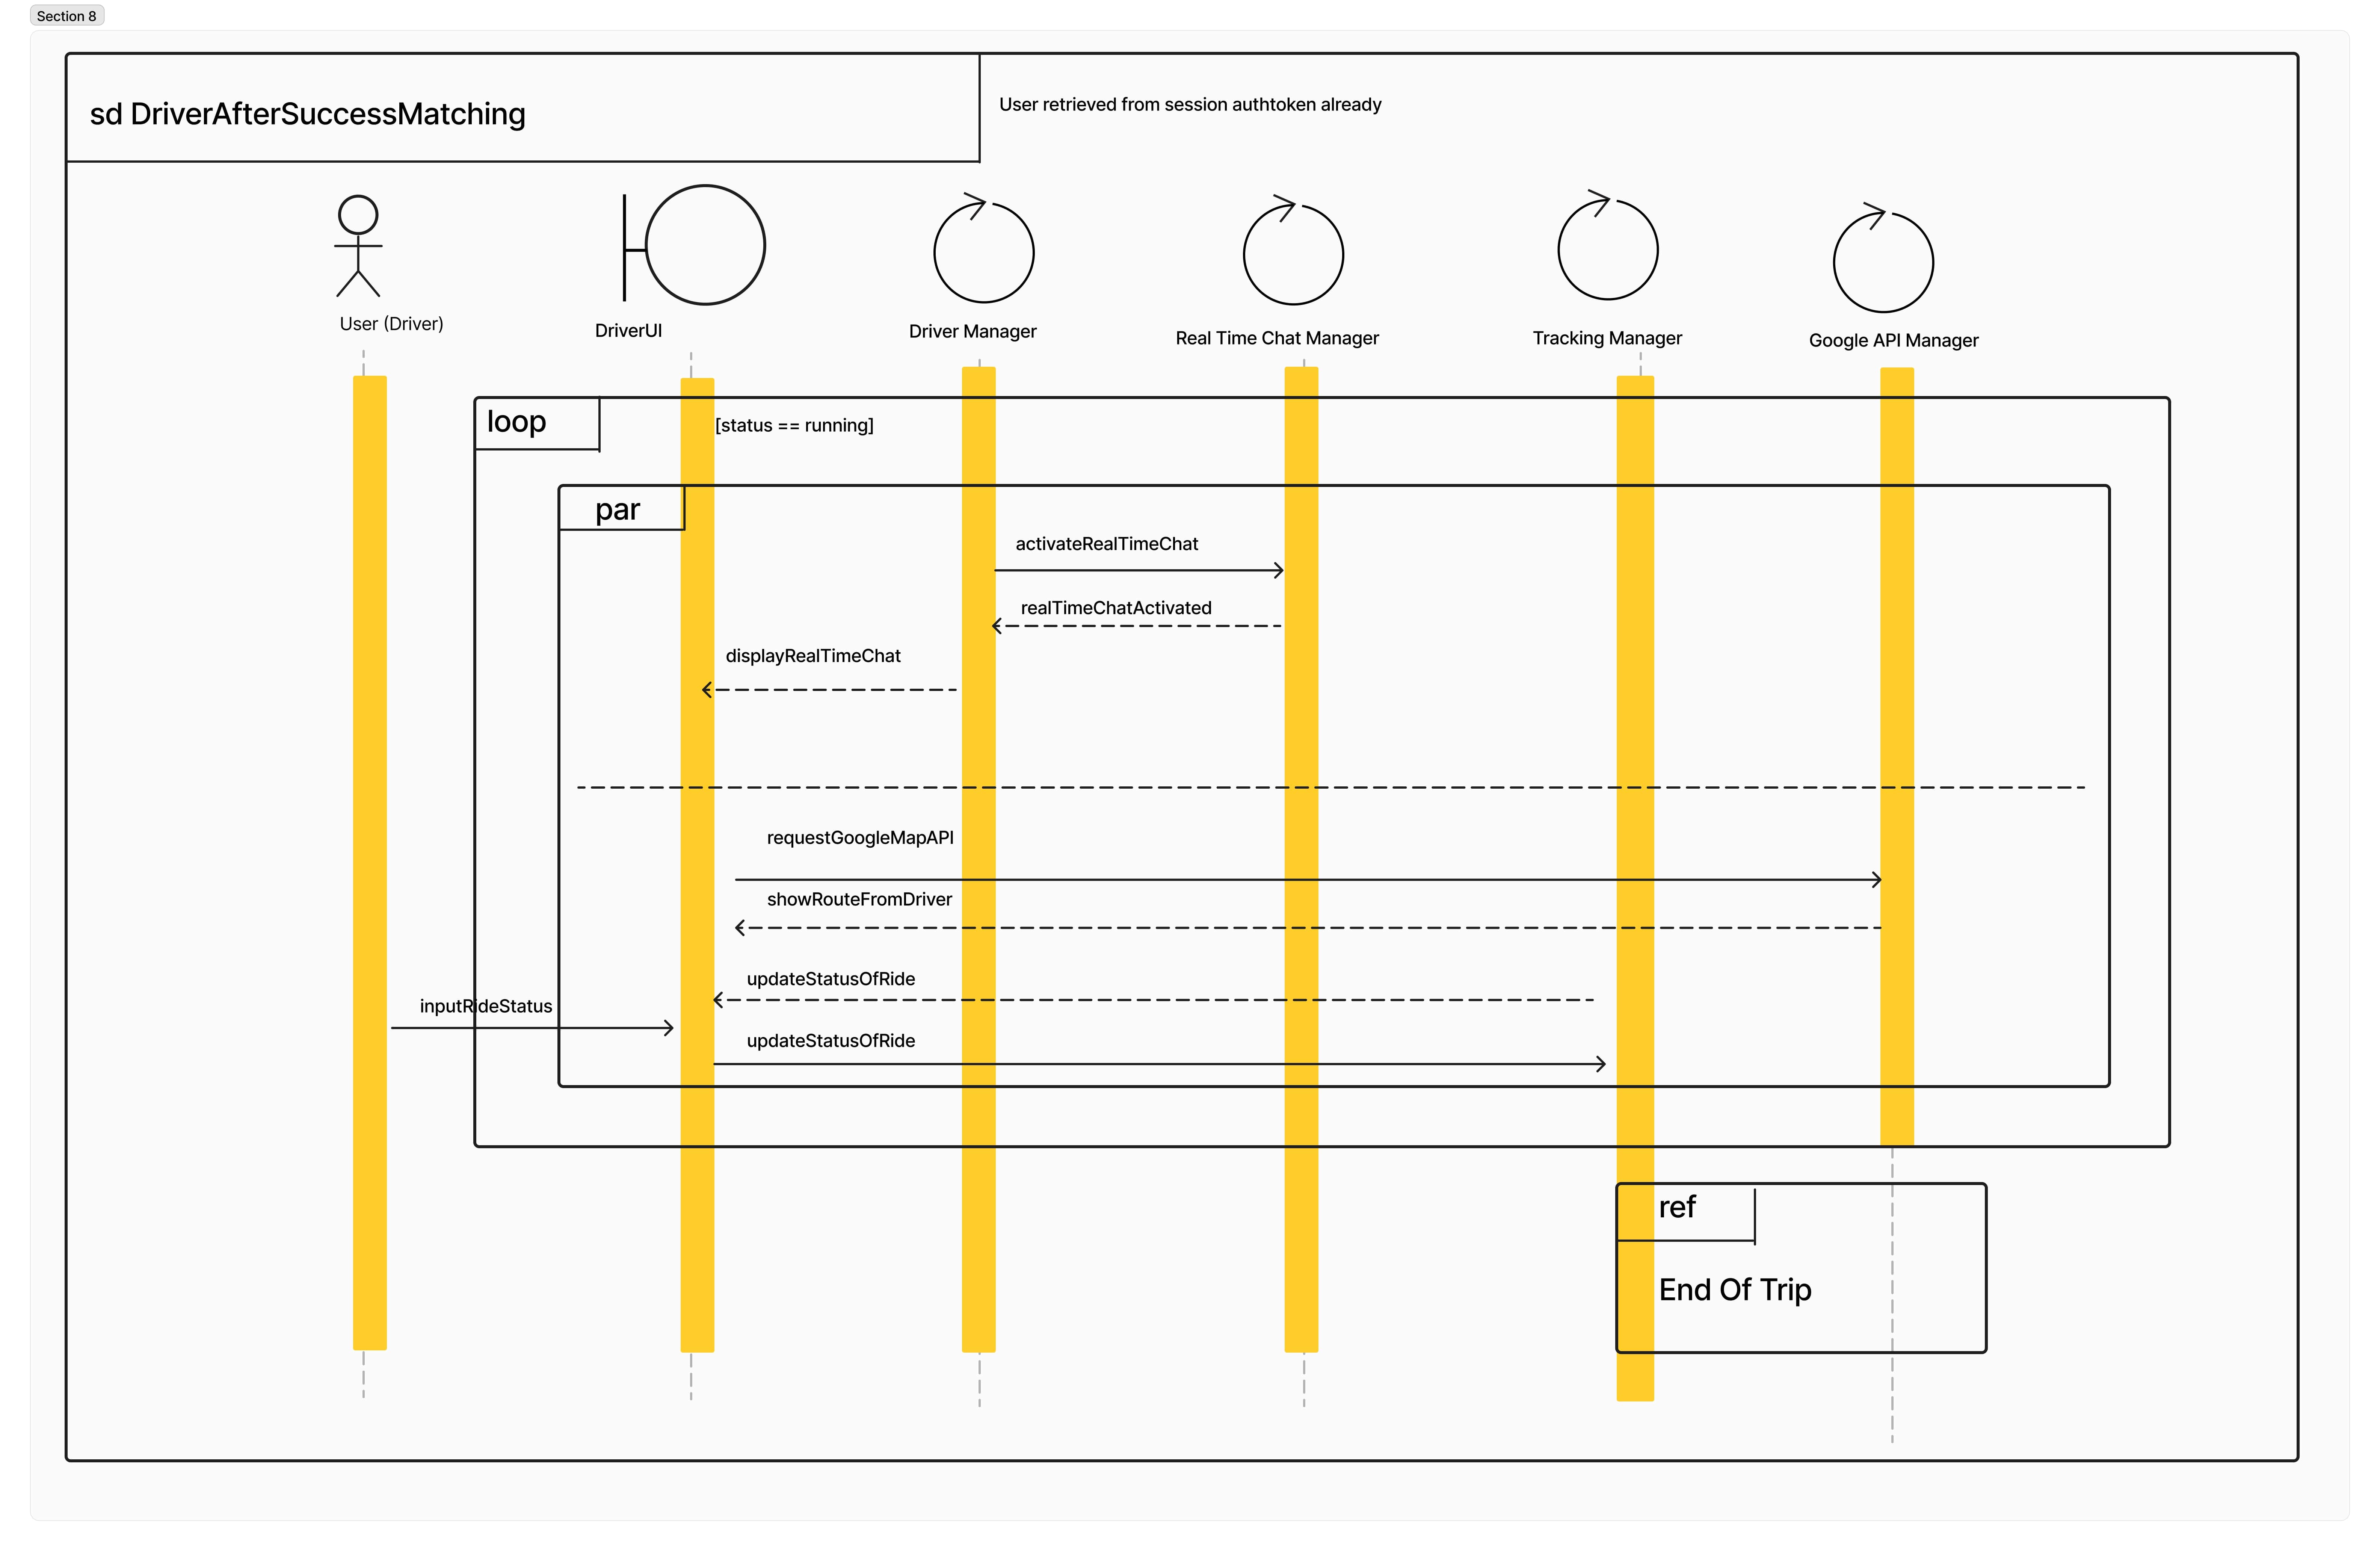 Section 8
sd DriverAfterSuccessMatching
User retrieved from session authtoken already
User (Driver)
DriverUI
Driver Manager
Real Time Chat Manager
Tracking Manager
Google API Manager
loop
[status == running]
par
activateRealTimeChat
realTimeChatActivated
displayRealTimeChat
requestGoogleMapAPI
showRouteFromDriver
updateStatusOfRide
inputRideStatus
updateStatusOfRide
ref
End Of Trip